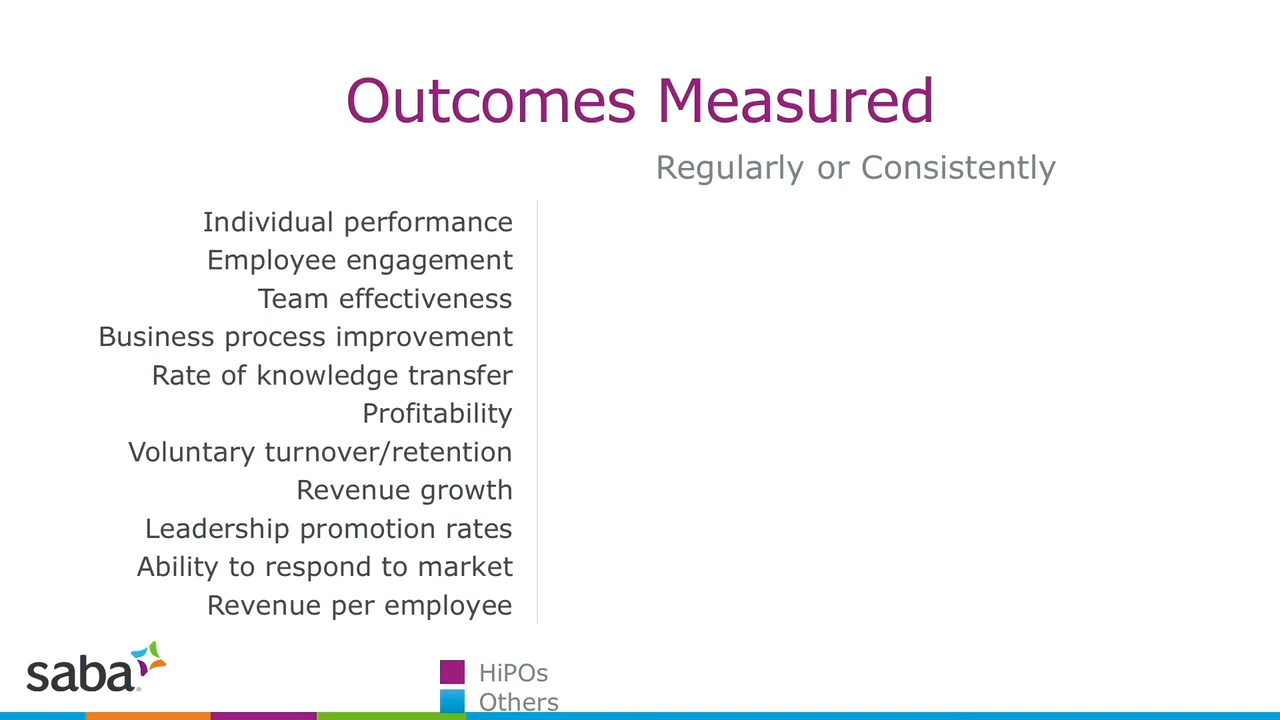 Outcomes Measured
Regularly or Consistently
Individual performance
Employee engagement
Team effectiveness
Business process improvement
Rate of knowledge transfer
Profitability
Voluntary turnover/retention
Revenue growth
Leadership promotion rates
Ability to respond to market
Revenue per employee
saba
HiPOs
Others